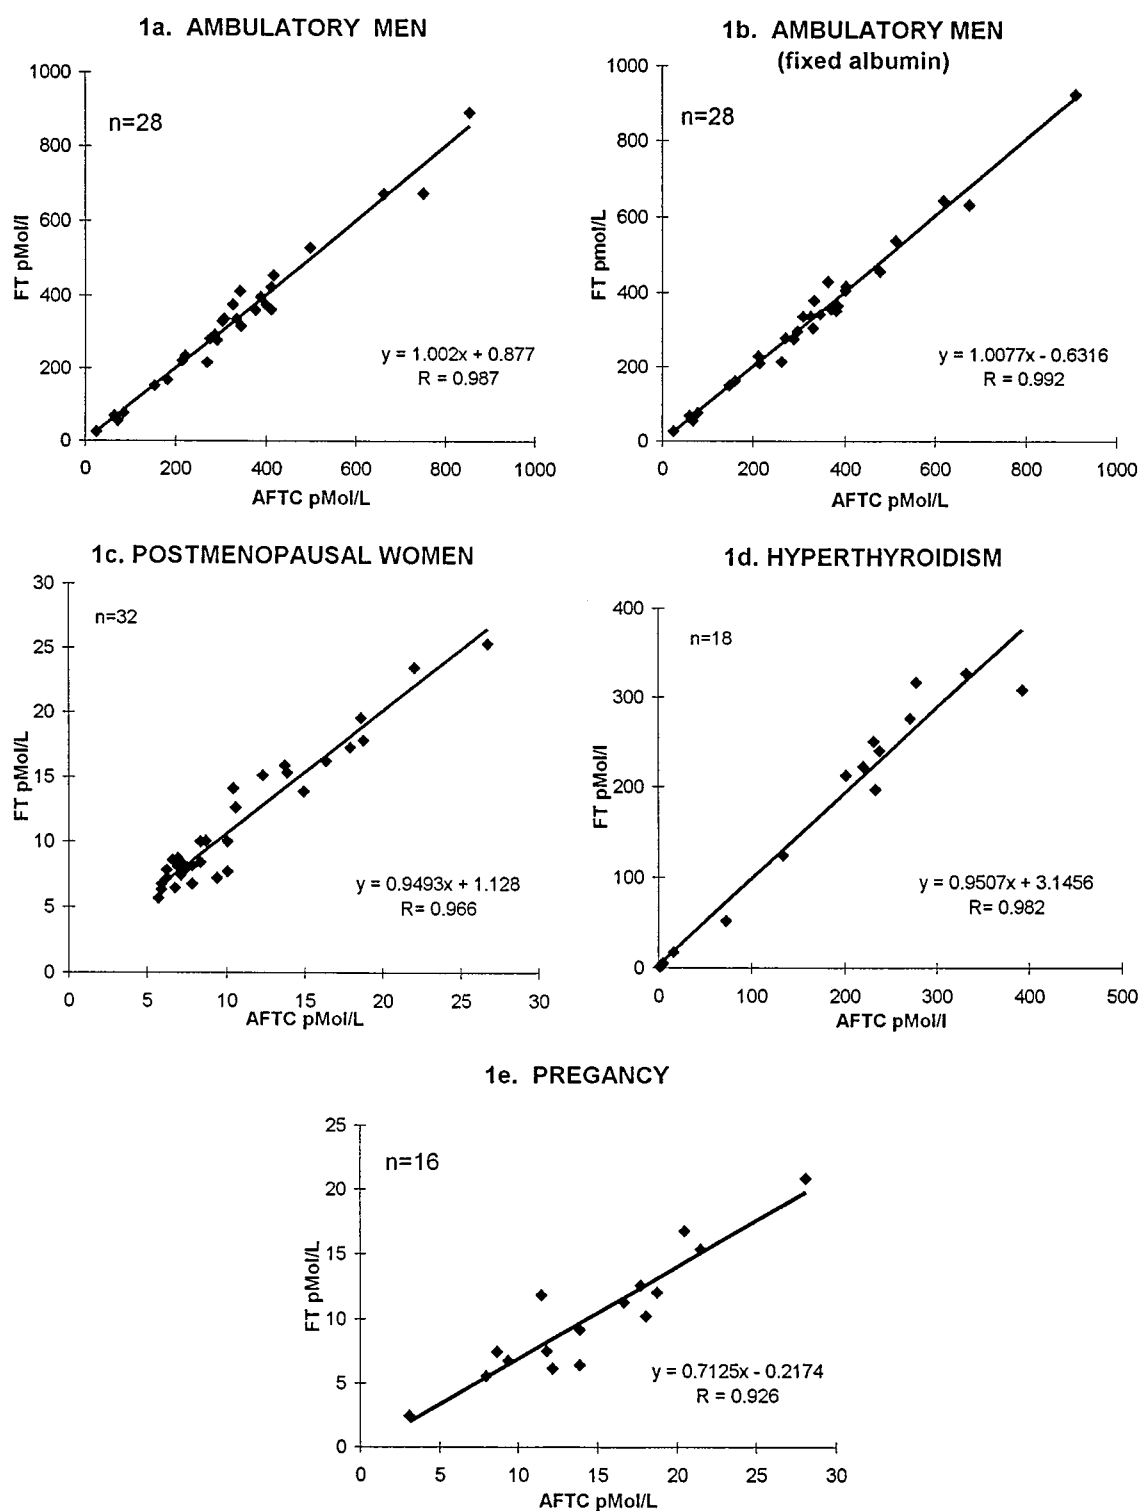 1a. AMBULATORY MEN
1000
800
600
400
200
0
n=28
FT pMol/l
y = 1.002x + 0.877
R = 0.987
0 200 400 600 800 1000
AFTC pMol/L
1b. AMBULATORY MEN
(fixed albumin)
1000
800
600
400
200
0
n=28
FT pmol/L
y = 1.0077x - 0.6316
R = 0.992
0 200 400 600 800 1000
AFTC pMol/L
1c. POSTMENOPAUSAL WOMEN
30
25
20
15
10
5
0
n=32
FT pMol/L
y = 0.9493x + 1.128
R= 0.966
0 5 10 15 20 25 30
AFTC pMol/L
1d. HYPERTHYROIDISM
400
300
200
100
0
n=18
FT pMol/l
y = 0.9507x + 3.1456
R= 0.982
0 100 200 300 400 500
AFTC pMol/l
1e. PREGANCY
25
20
15
10
5
0
n=16
FT pMol/L
y = 0.7125x - 0.2174
R = 0.926
0 5 10 15 20 25 30
AFTC pMol/L